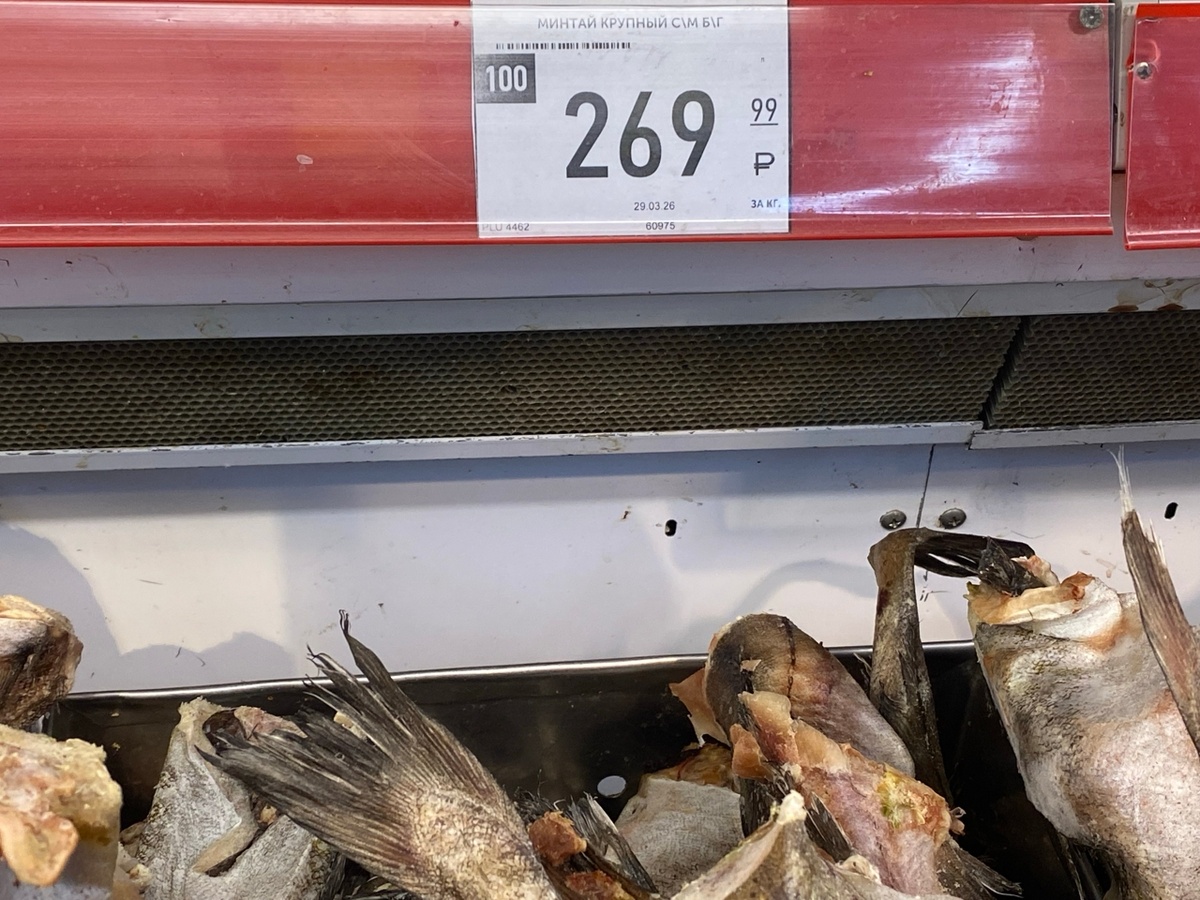 МИНТАЙ КРУПНЫЙ С\М Б\Г
100
269 99
₽
29.03.26 ЗА КГ.
PLU 4462 60975